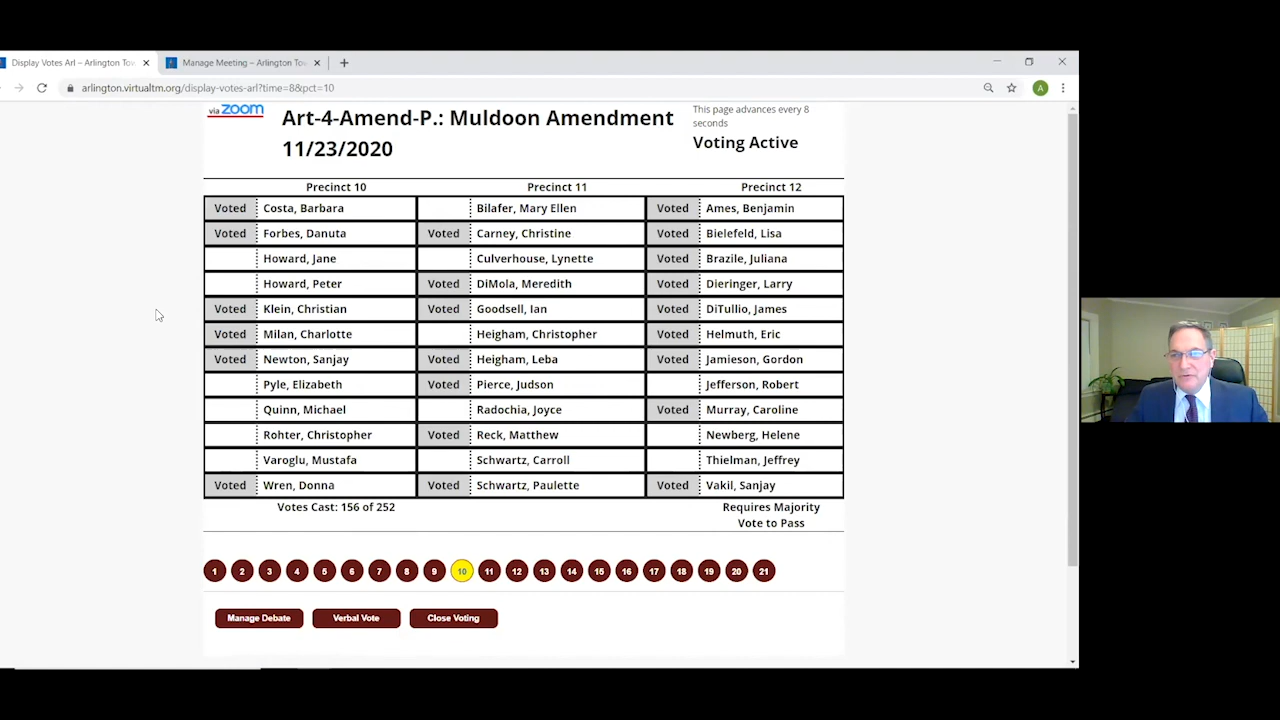 Display Votes Arl – Arlington Tow
Manage Meeting – Arlington Tow
arlington.virtualtm.org/display-votes-arl?time=8&pct=10
A
via zoom
Art-4-Amend-P.: Muldoon Amendment
11/23/2020
This page advances every 8
seconds
Voting Active
Precinct 10 Precinct 11 Precinct 12
Voted Costa, Barbara Bilafer, Mary Ellen Voted Ames, Benjamin
Voted Forbes, Danuta Voted Carney, Christine Voted Bielefeld, Lisa
Howard, Jane Culverhouse, Lynette Voted Brazile, Juliana
Howard, Peter Voted DiMola, Meredith Voted Dieringer, Larry
Voted Klein, Christian Voted Goodsell, Ian Voted DiTullio, James
Voted Milan, Charlotte Heigham, Christopher Voted Helmuth, Eric
Voted Newton, Sanjay Voted Heigham, Leba Voted Jamieson, Gordon
Pyle, Elizabeth Voted Pierce, Judson Jefferson, Robert
Quinn, Michael Radochia, Joyce Voted Murray, Caroline
Rohter, Christopher Voted Reck, Matthew Newberg, Helene
Varoglu, Mustafa Schwartz, Carroll Thielman, Jeffrey
Voted Wren, Donna Voted Schwartz, Paulette Voted Vakil, Sanjay
Votes Cast: 156 of 252
Requires Majority
Vote to Pass
1 2 3 4 5 6 7 8 9 10 11 12 13 14 15 16 17 18 19 20 21
Manage Debate Verbal Vote Close Voting